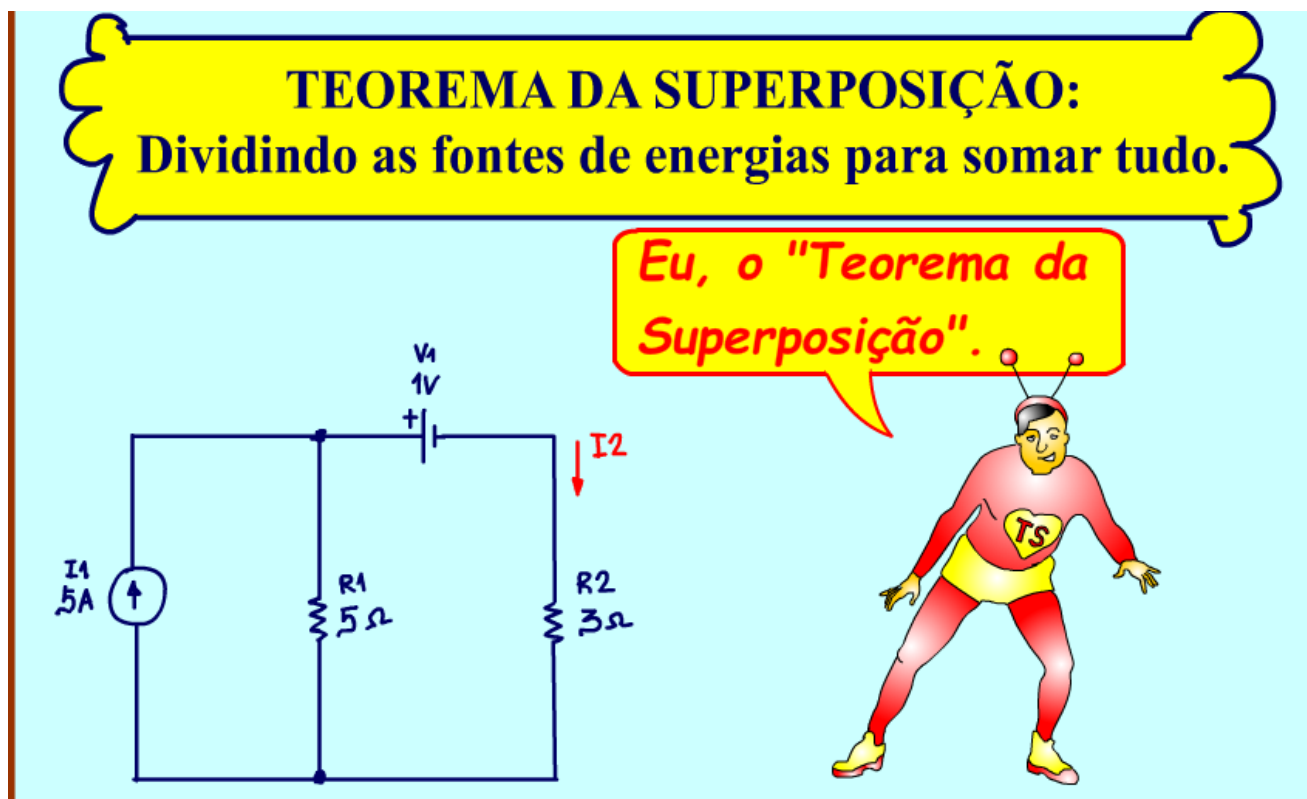 TEOREMA DA SUPERPOSIÇÃO:
Dividindo as fontes de energias para somar tudo.
Eu, o "Teorema da
Superposição".
V1
1V
+
I2
I1
5A
R1
5Ω
R2
3Ω
TS